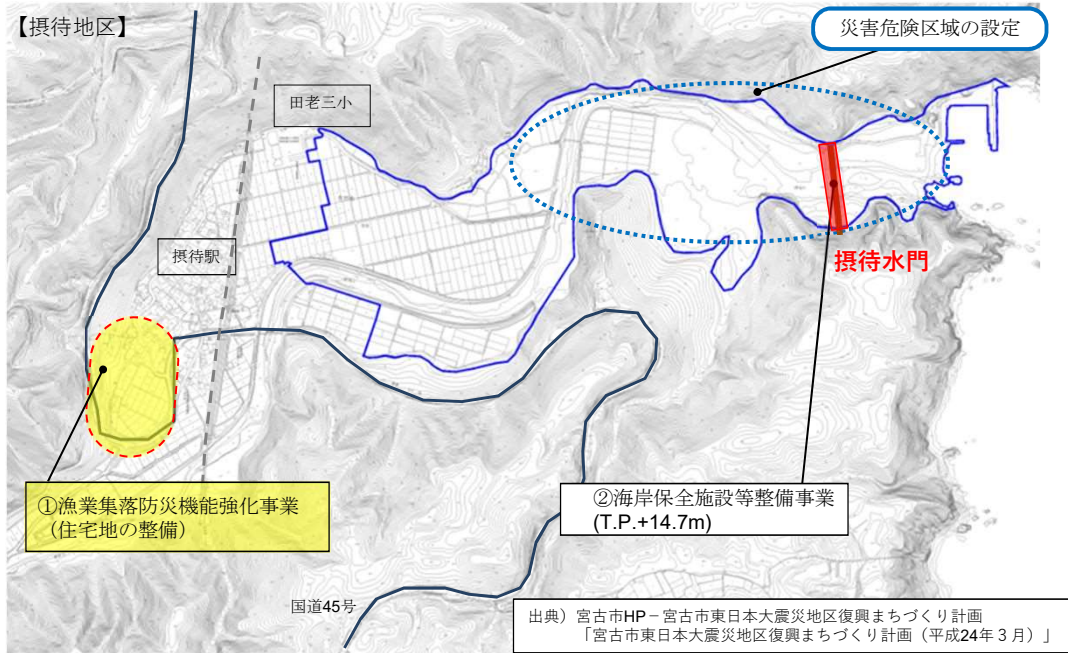 【摂待地区】
災害危険区域の設定
田老三小
摂待駅
摂待水門
①漁業集落防災機能強化事業
(住宅地の整備)
②海岸保全施設等整備事業
(T.P.+14.7m)
国道45号
出典）宮古市HP－宮古市東日本大震災地区復興まちづくり計画
「宮古市東日本大震災地区復興まちづくり計画（平成24年３月）」